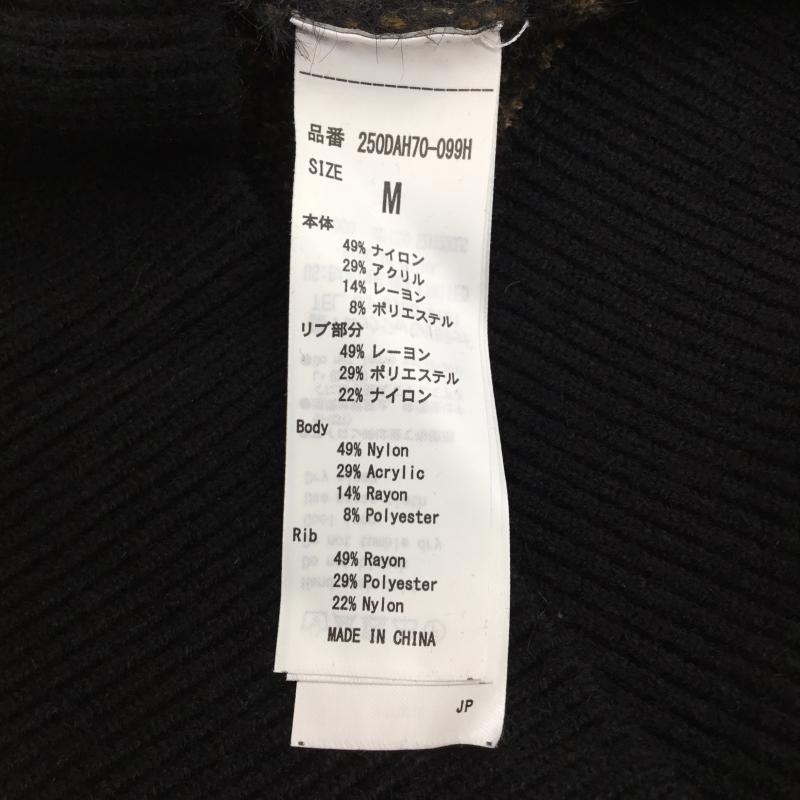 品番 250DAH70-099H
SIZE
M
本体
49% ナイロン
29% アクリル
14% レーヨン
8% ポリエステル
リブ部分
49% レーヨン
29% ポリエステル
22% ナイロン
Body
49% Nylon
29% Acrylic
14% Rayon
8% Polyester
Rib
49% Rayon
29% Polyester
22% Nylon
MADE IN CHINA
JP